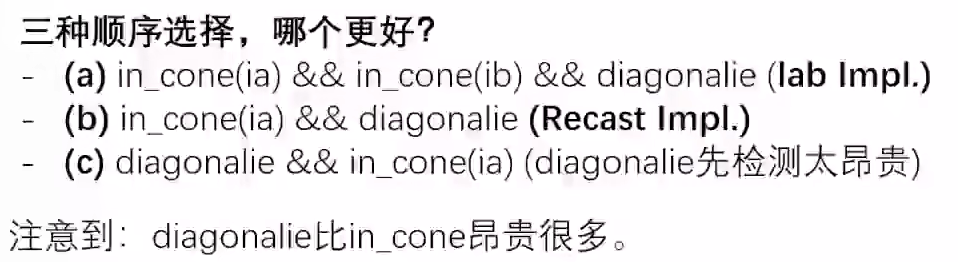 三种顺序选择，哪个更好？
- (a) in_cone(ia) && in_cone(ib) && diagonalie (lab Impl.)
- (b) in_cone(ia) && diagonalie (Recast Impl.)
- (c) diagonalie && in_cone(ia) (diagonalie先检测太昂贵)
注意到：diagonalie比in_cone昂贵很多。